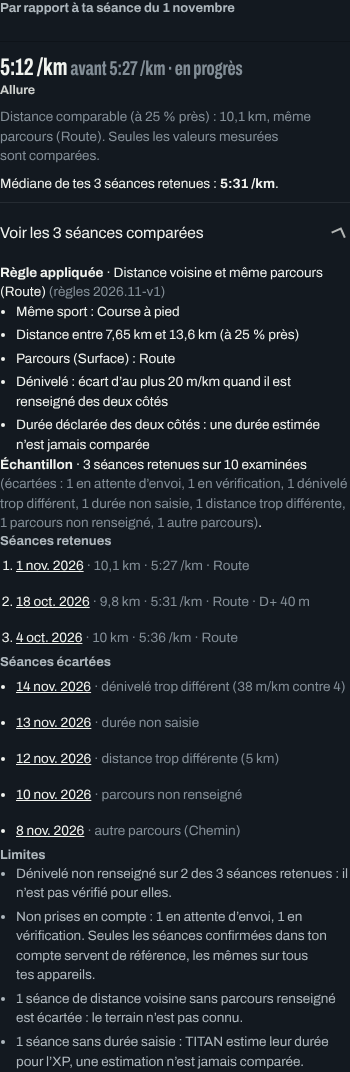 Par rapport à ta séance du 1 novembre
5:12 /km avant 5:27 /km · en progrès
Allure
Distance comparable (à 25 % près) : 10,1 km, même
parcours (Route). Seules les valeurs mesurées
sont comparées.
Médiane de tes 3 séances retenues : 5:31 /km.
Voir les 3 séances comparées
Règle appliquée · Distance voisine et même parcours
(Route) (règles 2026.11-v1)
• Même sport : Course à pied
• Distance entre 7,65 km et 13,6 km (à 25 % près)
• Parcours (Surface) : Route
• Dénivelé : écart d’au plus 20 m/km quand il est
renseigné des deux côtés
• Durée déclarée des deux côtés : une durée estimée
n’est jamais comparée
Échantillon · 3 séances retenues sur 10 examinées
(écartées : 1 en attente d’envoi, 1 en vérification, 1 dénivelé
trop différent, 1 durée non saisie, 1 distance trop différente,
1 parcours non renseigné, 1 autre parcours).
Séances retenues
1. 1 nov. 2026 · 10,1 km · 5:27 /km · Route
2. 18 oct. 2026 · 9,8 km · 5:31 /km · Route · D+ 40 m
3. 4 oct. 2026 · 10 km · 5:36 /km · Route
Séances écartées
• 14 nov. 2026 · dénivelé trop différent (38 m/km contre 4)
• 13 nov. 2026 · durée non saisie
• 12 nov. 2026 · distance trop différente (5 km)
• 10 nov. 2026 · parcours non renseigné
• 8 nov. 2026 · autre parcours (Chemin)
Limites
• Dénivelé non renseigné sur 2 des 3 séances retenues : il
n’est pas vérifié pour elles.
• Non prises en compte : 1 en attente d’envoi, 1 en
vérification. Seules les séances confirmées dans ton
compte servent de référence, les mêmes sur tous
tes appareils.
• 1 séance de distance voisine sans parcours renseigné
est écartée : le terrain n’est pas connu.
• 1 séance sans durée saisie : TITAN estime leur durée
pour l’XP, une estimation n’est jamais comparée.